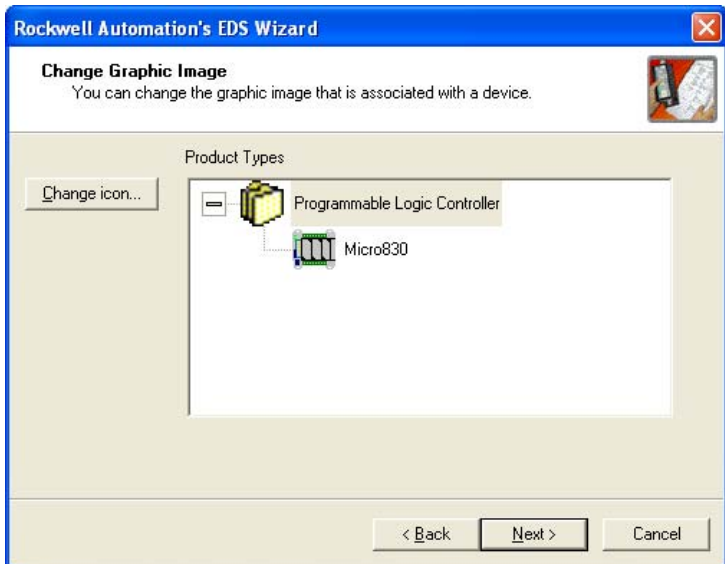 Rockwell Automation's EDS Wizard
Change Graphic Image
You can change the graphic image that is associated with a device.
Product Types
Change icon...
Programmable Logic Controller
Micro830
< Back
Next >
Cancel